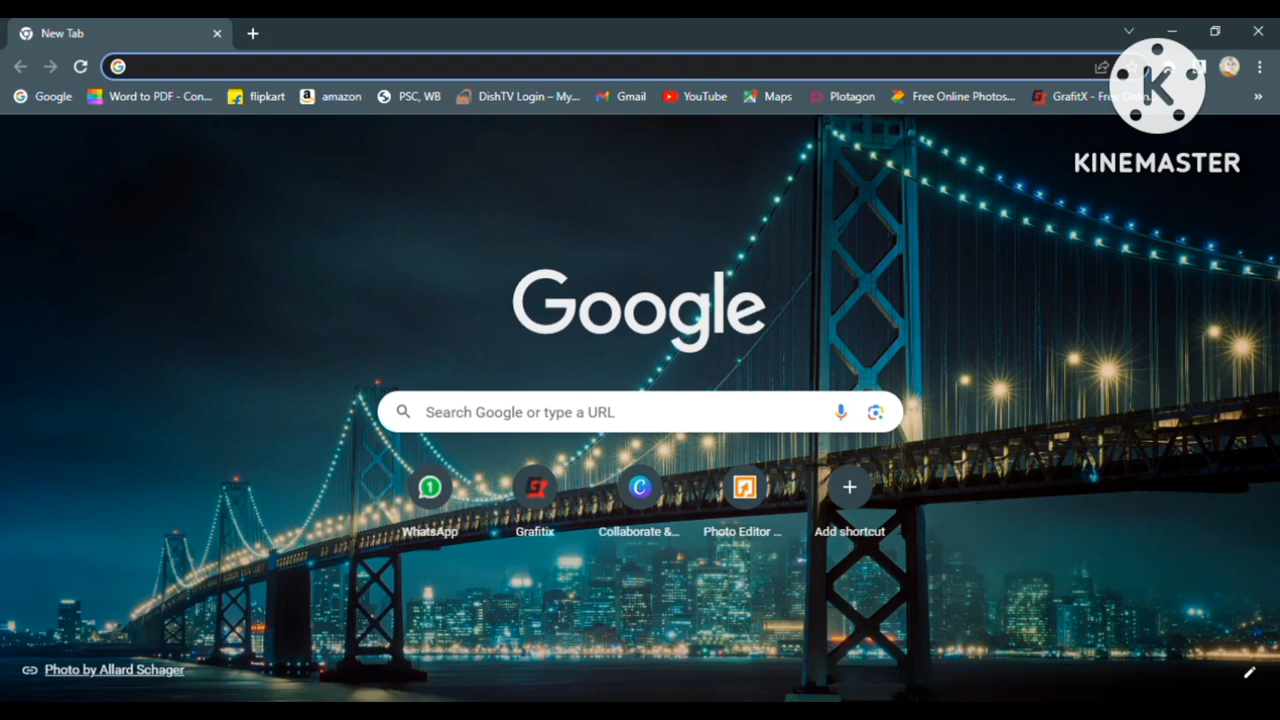 New Tab
Google
Word to PDF - Con...
flipkart
amazon
PSC, WB
DishTV Login – My...
Gmail
YouTube
Maps
Plotagon
Free Online Photos...
GrafitX - Free Onlin...
»
K
KINEMASTER
Google
Search Google or type a URL
1
WhatsApp
Grafitix
Collaborate &...
Photo Editor ...
Add shortcut
Photo by Allard Schager